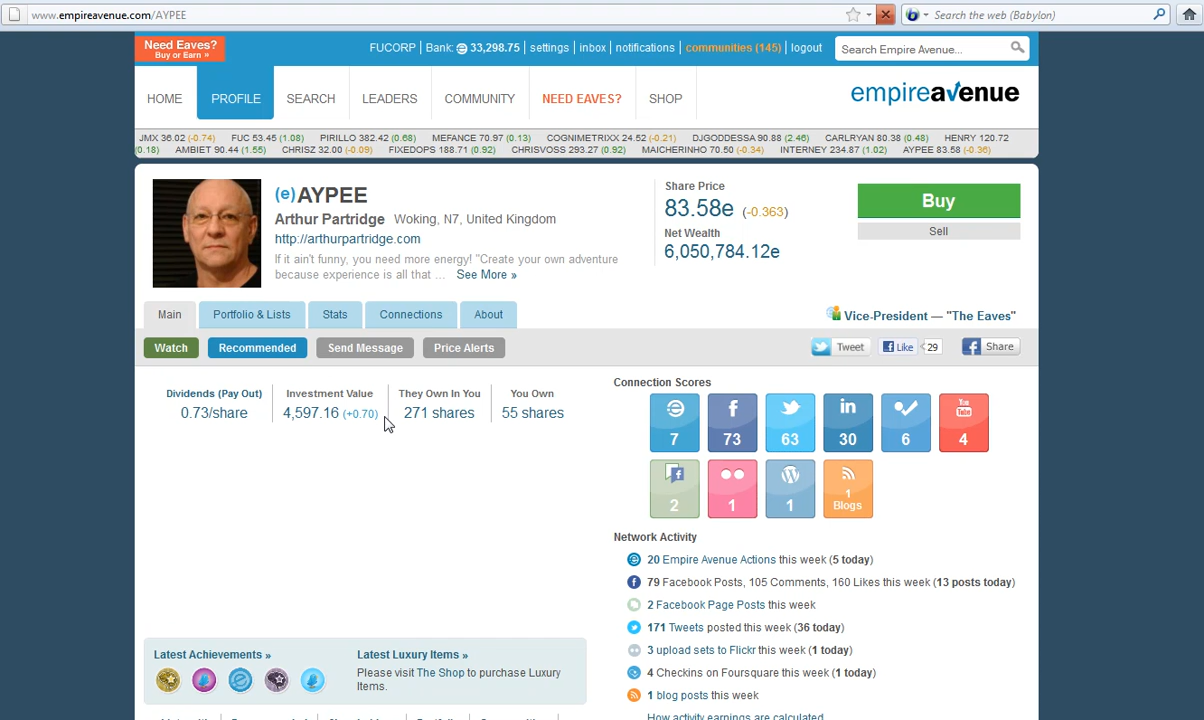 www.empireavenue.com/AYPEE
Search the web (Babylon)
Need Eaves?
Buy or Earn »
FUCORP | Bank: 33,298.75 | settings | inbox | notifications | communities (145) | logout
Search Empire Avenue...
HOME
PROFILE
SEARCH
LEADERS
COMMUNITY
NEED EAVES?
SHOP
empireavenue
JMX 36.02 (-0.74) FUC 53.45 (1.08) PIRILLO 382.42 (0.68) MEFANCE 70.97 (0.13) COGNIMETRIXX 24.52 (-0.21) DJGODDESSA 90.88 (2.46) CARLRYAN 80.38 (0.48) HENRY 120.72
(0.18) AMBIET 90.44 (1.55) CHRISZ 32.00 (-0.09) FIXEDOPS 188.71 (0.92) CHRISVOSS 293.27 (0.92) MAICHERINHO 70.50 (-0.34) INTERNEY 234.87 (1.02) AYPEE 83.58 (-0.36)
(e)AYPEE
Arthur Partridge Woking, N7, United Kingdom
http://arthurpartridge.com
If it ain't funny, you need more energy! "Create your own adventure
because experience is all that ... See More »
Share Price
83.58e (-0.363)
Net Wealth
6,050,784.12e
Buy
Sell
Main
Portfolio & Lists
Stats
Connections
About
Vice-President — "The Eaves"
Watch
Recommended
Send Message
Price Alerts
Tweet
Like
29
Share
Dividends (Pay Out)
0.73/share
Investment Value
4,597.16 (+0.70)
They Own In You
271 shares
You Own
55 shares
Connection Scores
7
73
63
in
30
6
You
Tube
4
2
1
1
1
Blogs
Network Activity
20 Empire Avenue Actions this week (5 today)
79 Facebook Posts, 105 Comments, 160 Likes this week (13 posts today)
2 Facebook Page Posts this week
171 Tweets posted this week (36 today)
3 upload sets to Flickr this week (1 today)
4 Checkins on Foursquare this week (1 today)
1 blog posts this week
How activity earnings are calculated
Latest Achievements »
Latest Luxury Items »
Please visit The Shop to purchase Luxury
Items.